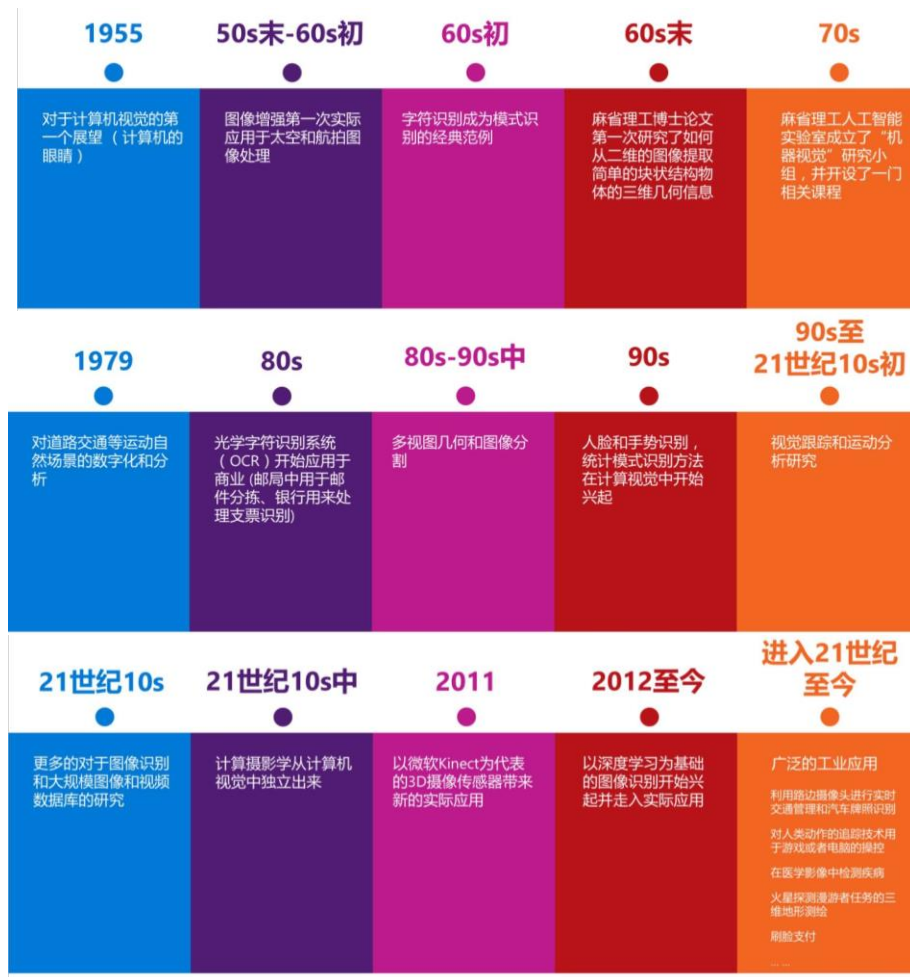 1955
对于计算机视觉的第
一个展望 （计算机的
眼睛）
50s末-60s初
图像增强第一次实际
应用于太空和航拍图
像处理
60s初
字符识别成为模式识
别的经典范例
60s末
麻省理工博士论文
第一次研究了如何
从二维的图像提取
简单的块状结构物
体的三维几何信息
70s
麻省理工人工智能
实验室成立了“机
器视觉”研究小
组，并开设了一门
相关课程
1979
对道路交通等运动自
然场景的数字化和分
析
80s
光学字符识别系统
（OCR）开始应用于
商业 (邮局中用于邮
件分拣、银行用来处
理支票识别)
80s-90s中
多视图几何和图像分
割
90s
人脸和手势识别，
统计模式识别方法
在计算视觉中开始
兴起
90s至
21世纪10s初
视觉跟踪和运动分
析研究
21世纪10s
更多的对于图像识别
和大规模图像和视频
数据库的研究
21世纪10s中
计算摄影学从计算机
视觉中独立出来
2011
以微软Kinect为代表
的3D摄像传感器带来
新的实际应用
2012至今
以深度学习为基础
的图像识别开始兴
起并走入实际应用
进入21世纪
至今
广泛的工业应用
利用路边摄像头进行实时
交通管理和汽车牌照识别
对人类动作的追踪技术用
于游戏或者电脑的操控
在医学影像中检测疾病
火星探测漫游者任务的三
维地形测绘
刷脸支付
... ...